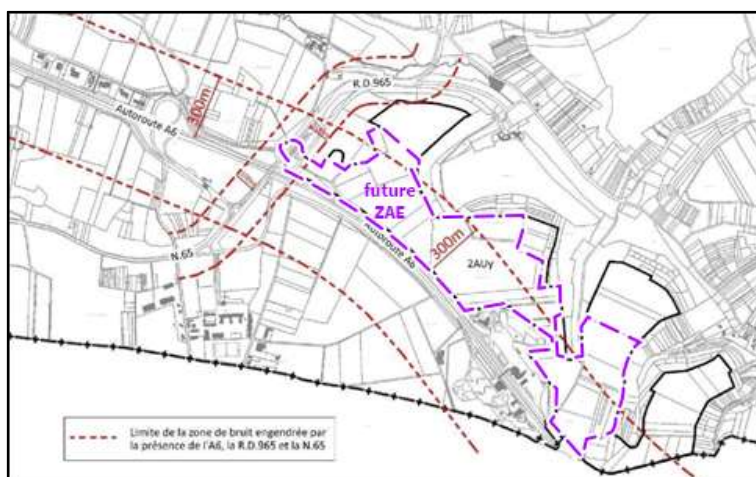 R.D.965
Autoroute A6
300m
future
ZAE
300m
2AUy
Autoroute A6
N.65
Limite de la zone de bruit engendrée par
la présence de l'A6, la R.D.965 et la N.65